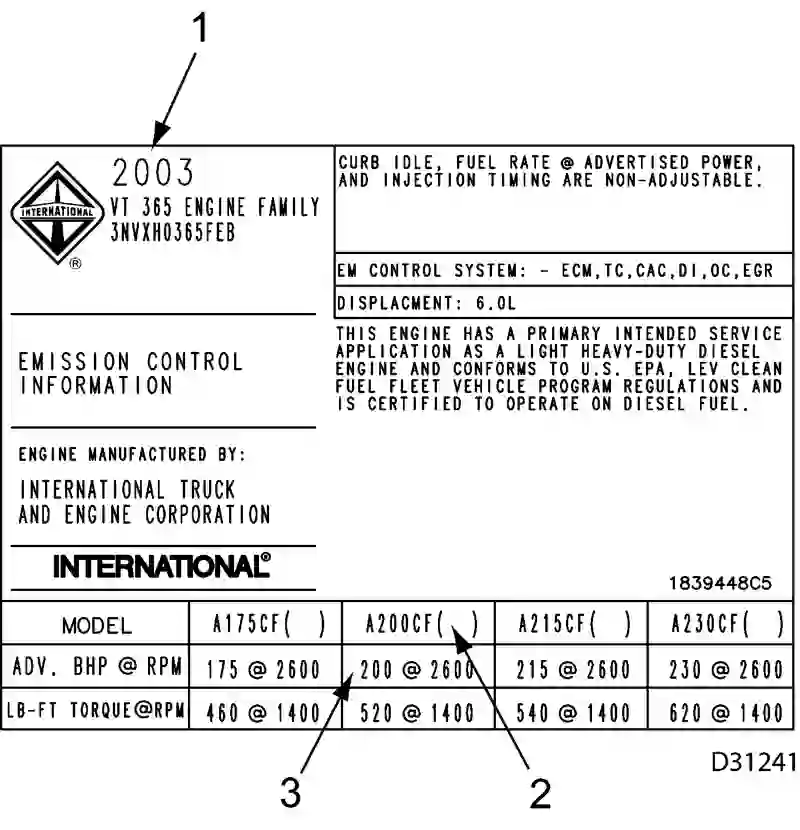 1
2003
INTERNATIONAL
®
VT 365 ENGINE FAMILY
3NVXH0365FEB
CURB IDLE, FUEL RATE @ ADVERTISED POWER,
AND INJECTION TIMING ARE NON-ADJUSTABLE.
EM CONTROL SYSTEM: - ECM,TC,CAC,DI,OC,EGR
DISPLACMENT: 6.0L
THIS ENGINE HAS A PRIMARY INTENDED SERVICE
APPLICATION AS A LIGHT HEAVY-DUTY DIESEL
ENGINE AND CONFORMS TO U.S. EPA, LEV CLEAN
FUEL FLEET VEHICLE PROGRAM REGULATIONS AND
IS CERTIFIED TO OPERATE ON DIESEL FUEL.
EMISSION CONTROL
INFORMATION
ENGINE MANUFACTURED BY:
INTERNATIONAL TRUCK
AND ENGINE CORPORATION
INTERNATIONAL®
1839448C5
MODEL A175CF( ) A200CF( ) A215CF( ) A230CF( )
ADV. BHP @ RPM 175 @ 2600 200 @ 2600 215 @ 2600 230 @ 2600
LB-FT TORQUE@RPM 460 @ 1400 520 @ 1400 540 @ 1400 620 @ 1400
D31241
3
2